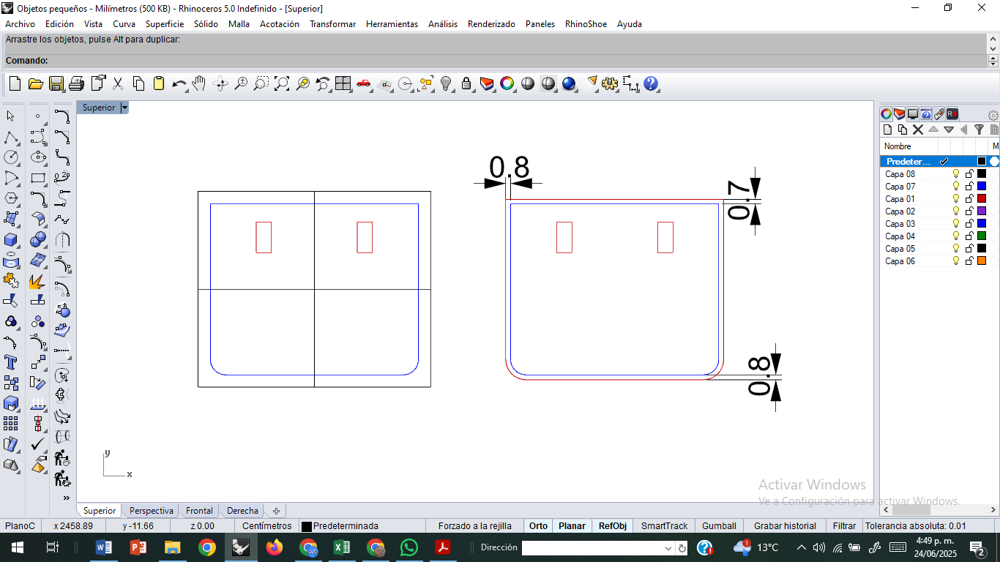 Objetos pequeños - Milímetros (500 KB) - Rhinoceros 5.0 Indefinido - [Superior]
Archivo Edición Vista Curva Superficie Sólido Malla Acotación Transformar Herramientas Análisis Renderizado Paneles RhinoShoe Ayuda
Arrastre los objetos, pulse Alt para duplicar:
Comando:
Superior
Nombre M
Predeter...
Capa 08
Capa 07
Capa 01
Capa 02
Capa 03
Capa 04
Capa 05
Capa 06
0.8
0.7
0.8
y
x
Activar Windows
Ve a Configuración para activar Windows.
Superior Perspectiva Frontal Derecha
PlanoC x 2458.89 y -11.66 z 0.00 Centímetros Predeterminada Forzado a la rejilla Orto Planar RefObj SmartTrack Gumball Grabar historial Filtrar Tolerancia absoluta: 0.01
Dirección 1 13°C 4:49 p. m.
24/06/2025 2